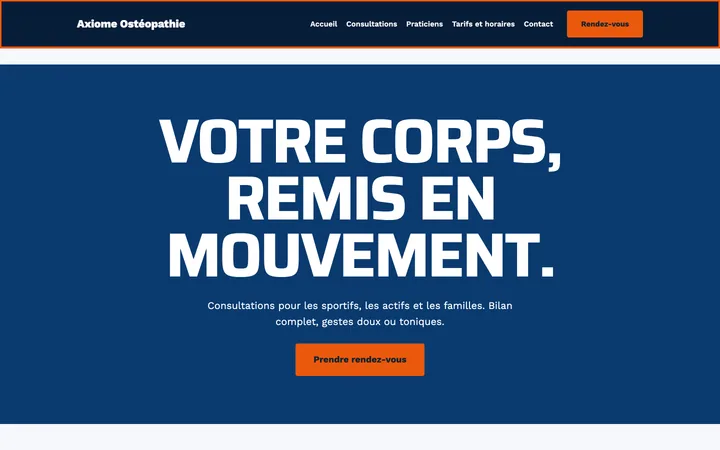 Axiome Ostéopathie
Accueil Consultations Praticiens Tarifs et horaires Contact Rendez-vous
VOTRE CORPS,
REMIS EN
MOUVEMENT.
Consultations pour les sportifs, les actifs et les familles. Bilan
complet, gestes doux ou toniques.
Prendre rendez-vous